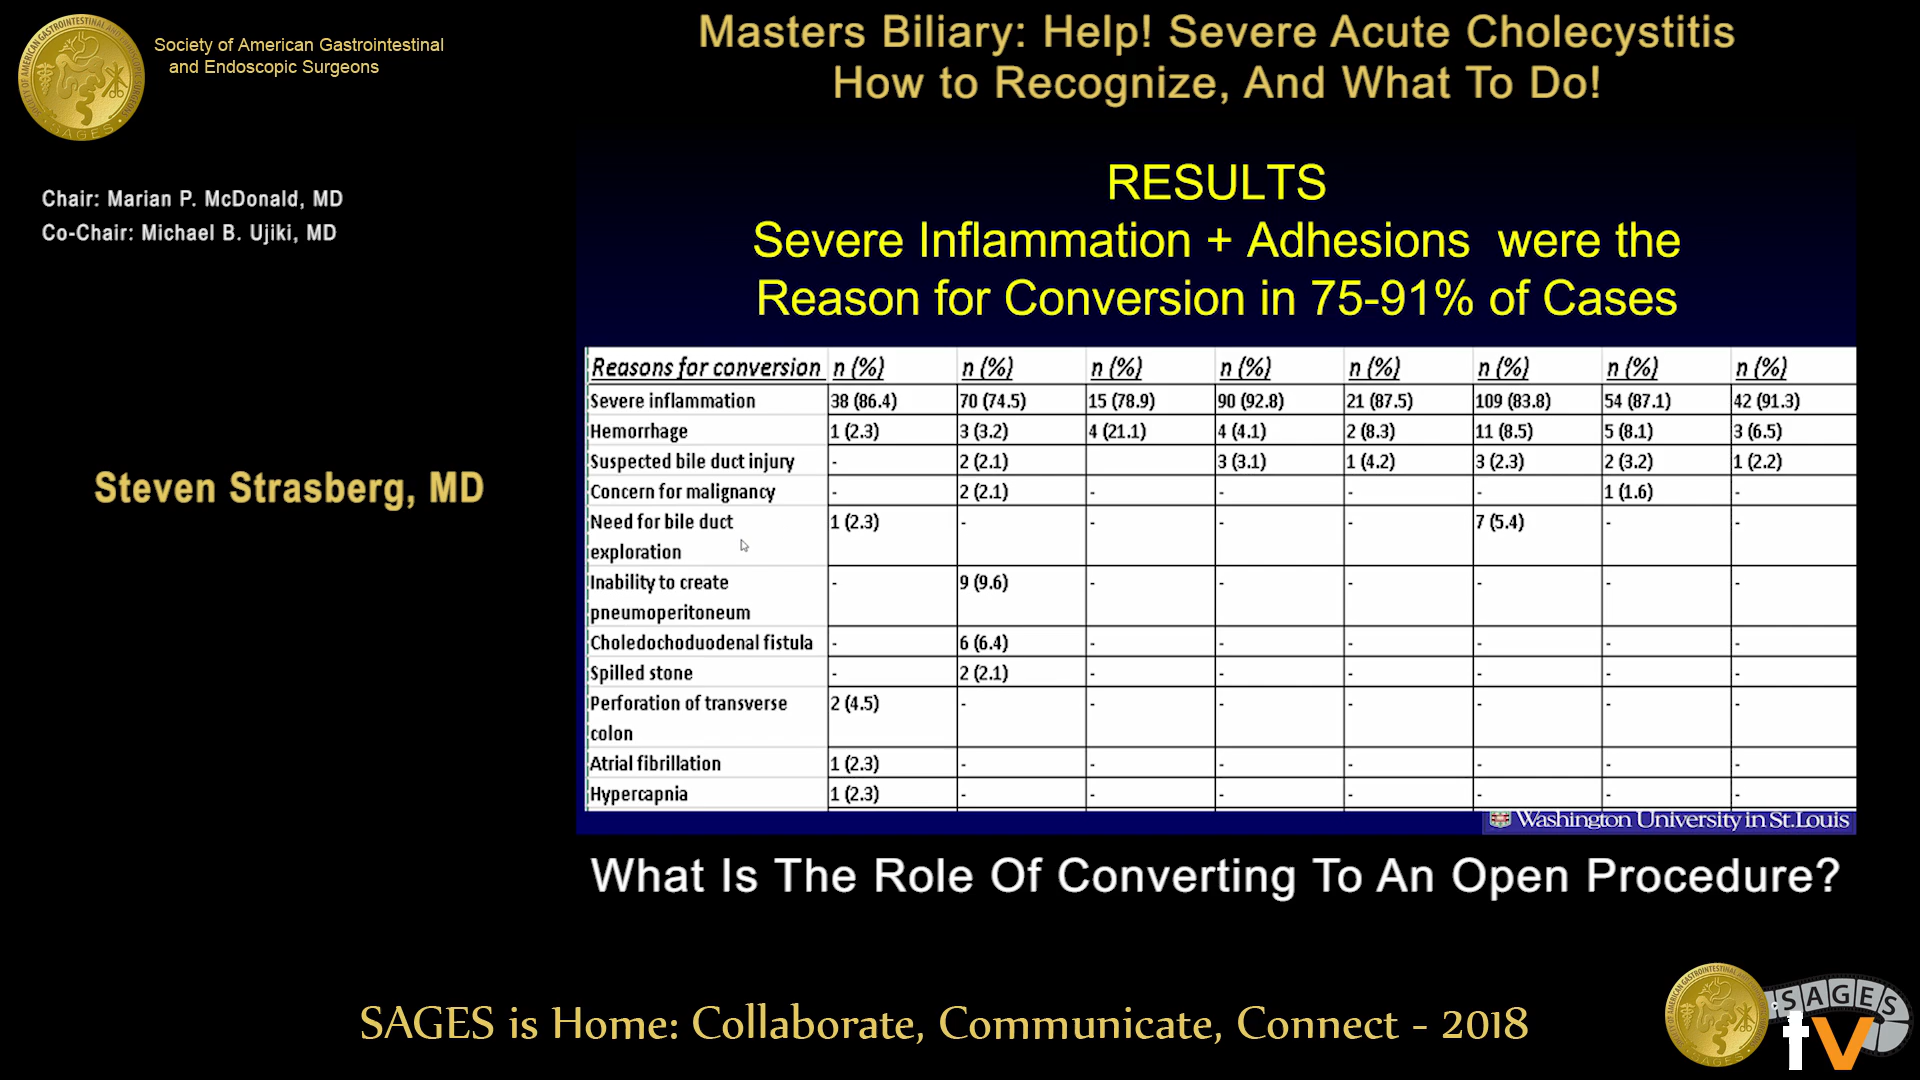 Society of American Gastrointestinal
and Endoscopic Surgeons
Masters Biliary: Help! Severe Acute Cholecystitis
How to Recognize, And What To Do!
Chair: Marian P. McDonald, MD
Co-Chair: Michael B. Ujiki, MD
Steven Strasberg, MD
RESULTS
Severe Inflammation + Adhesions were the
Reason for Conversion in 75-91% of Cases
Reasons for conversion n (%) n (%) n (%) n (%) n (%) n (%) n (%) n (%)
Severe inflammation 38 (86.4) 70 (74.5) 15 (78.9) 90 (92.8) 21 (87.5) 109 (83.8) 54 (87.1) 42 (91.3)
Hemorrhage 1 (2.3) 3 (3.2) 4 (21.1) 4 (4.1) 2 (8.3) 11 (8.5) 5 (8.1) 3 (6.5)
Suspected bile duct injury - 2 (2.1) 3 (3.1) 1 (4.2) 3 (2.3) 2 (3.2) 1 (2.2)
Concern for malignancy - 2 (2.1) - - - - 1 (1.6) -
Need for bile duct 1 (2.3) - - - - 7 (5.4) - -
exploration
Inability to create - 9 (9.6) - - - - - -
pneumoperitoneum
Choledochoduodenal fistula - 6 (6.4) - - - - - -
Spilled stone - 2 (2.1) - - - - - -
Perforation of transverse 2 (4.5) - - - - - - -
colon
Atrial fibrillation 1 (2.3) - - - - - - -
Hypercapnia 1 (2.3) - - - - - - -
Washington University in St. Louis
What Is The Role Of Converting To An Open Procedure?
SAGES is Home: Collaborate, Communicate, Connect - 2018
SAGES
tv